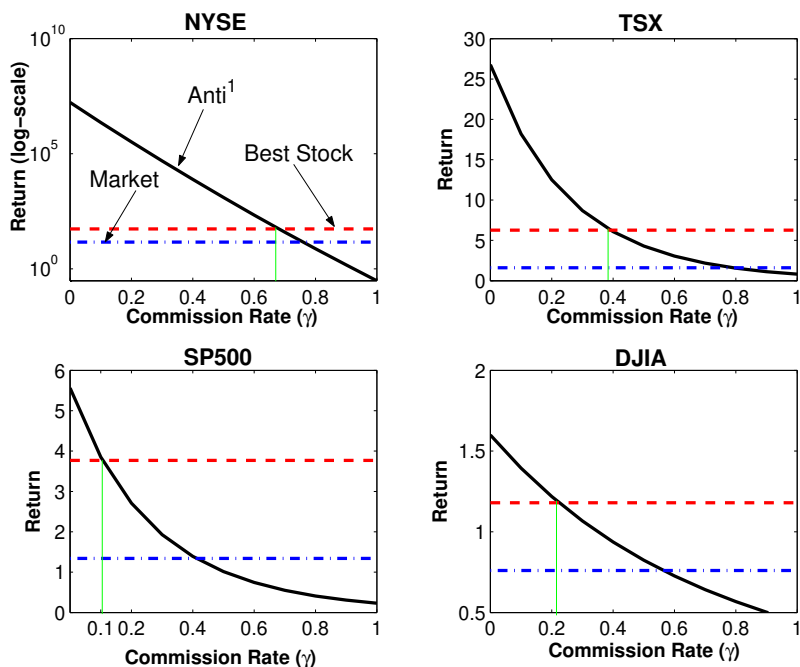 NYSE
Return (log−scale)
10^10
10^5
10^0
Anti^1
Best Stock
Market
0 0.2 0.4 0.6 0.8 1
Commission Rate (γ)
TSX
Return
30
25
20
15
10
5
0
0 0.2 0.4 0.6 0.8 1
Commission Rate (γ)
SP500
Return
6
5
4
3
2
1
0
0 0.1 0.2 0.4 0.6 0.8 1
Commission Rate (γ)
DJIA
Return
2
1.5
1
0.5
0 0.2 0.4 0.6 0.8 1
Commission Rate (γ)